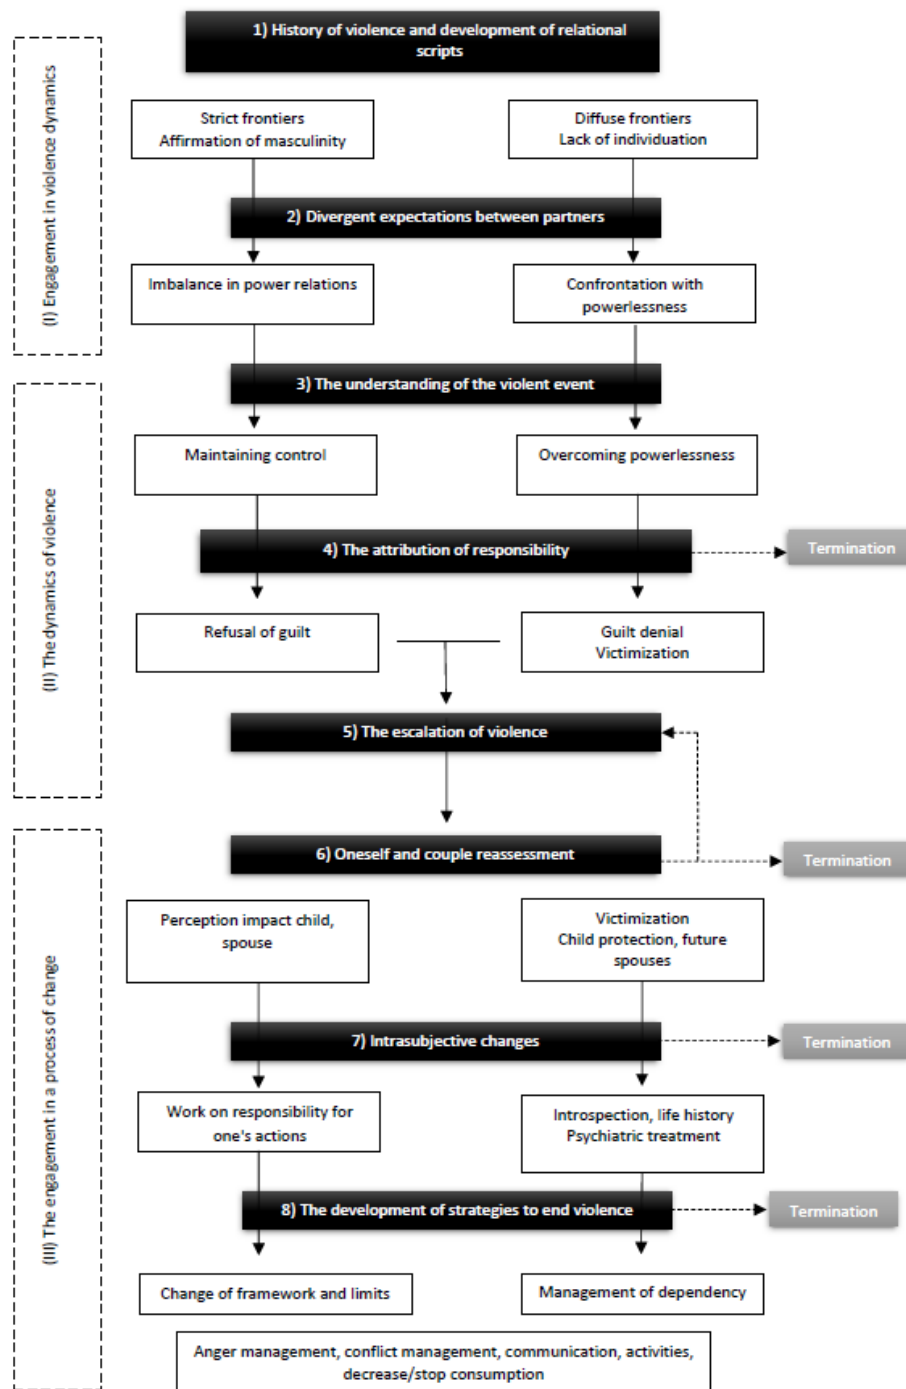 1) History of violence and development of relational
scripts
(I) Engagement in violence dynamics
Strict frontiers
Affirmation of masculinity
Diffuse frontiers
Lack of individuation
2) Divergent expectations between partners
Imbalance in power relations
Confrontation with
powerlessness
3) The understanding of the violent event
(II) The dynamics of violence
Maintaining control
Overcoming powerlessness
4) The attribution of responsibility
Termination
Refusal of guilt
Guilt denial
Victimization
5) The escalation of violence
6) Oneself and couple reassessment
Termination
(III) The engagement in a process of change
Perception impact child,
spouse
Victimization
Child protection, future
spouses
7) Intrasubjective changes
Termination
Work on responsibility for
one's actions
Introspection, life history
Psychiatric treatment
8) The development of strategies to end violence
Termination
Change of framework and limits
Management of dependency
Anger management, conflict management, communication, activities,
decrease/stop consumption